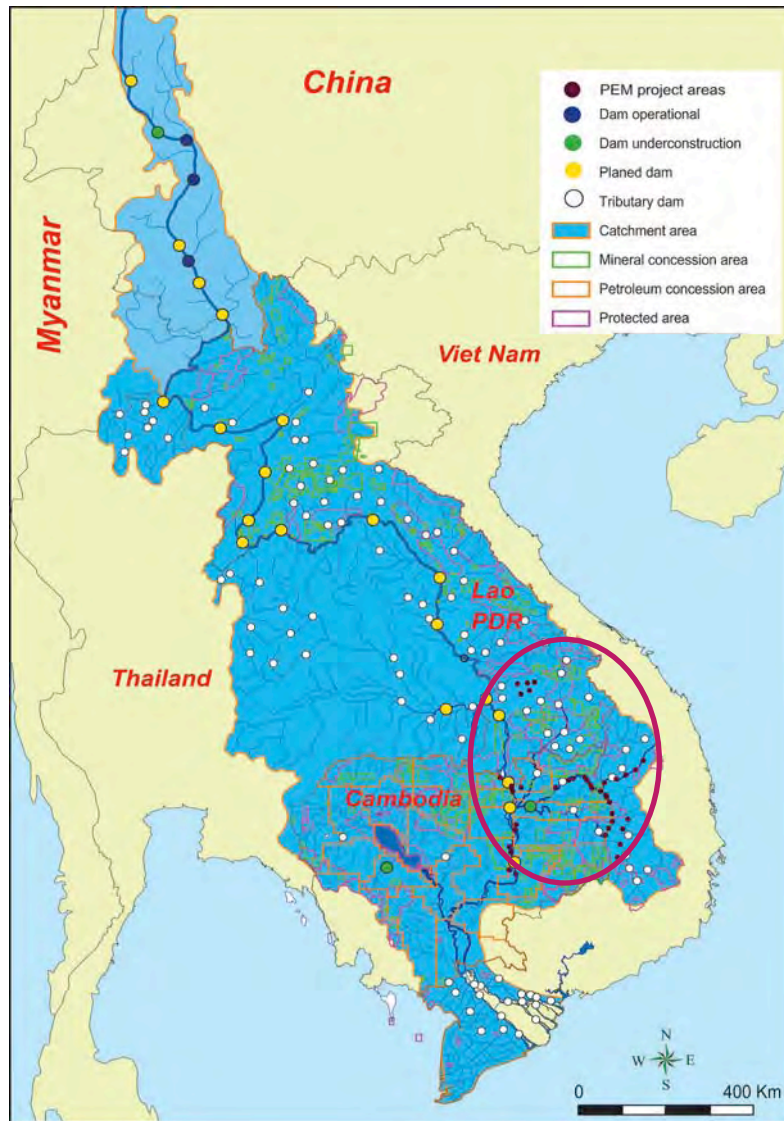 China
Myanmar
Viet Nam
Lao
PDR
Thailand
Cambodia
PEM project areas
Dam operational
Dam underconstruction
Planed dam
Tributary dam
Catchment area
Mineral concession area
Petroleum concession area
Protected area
N
W E
S
0 400 Km